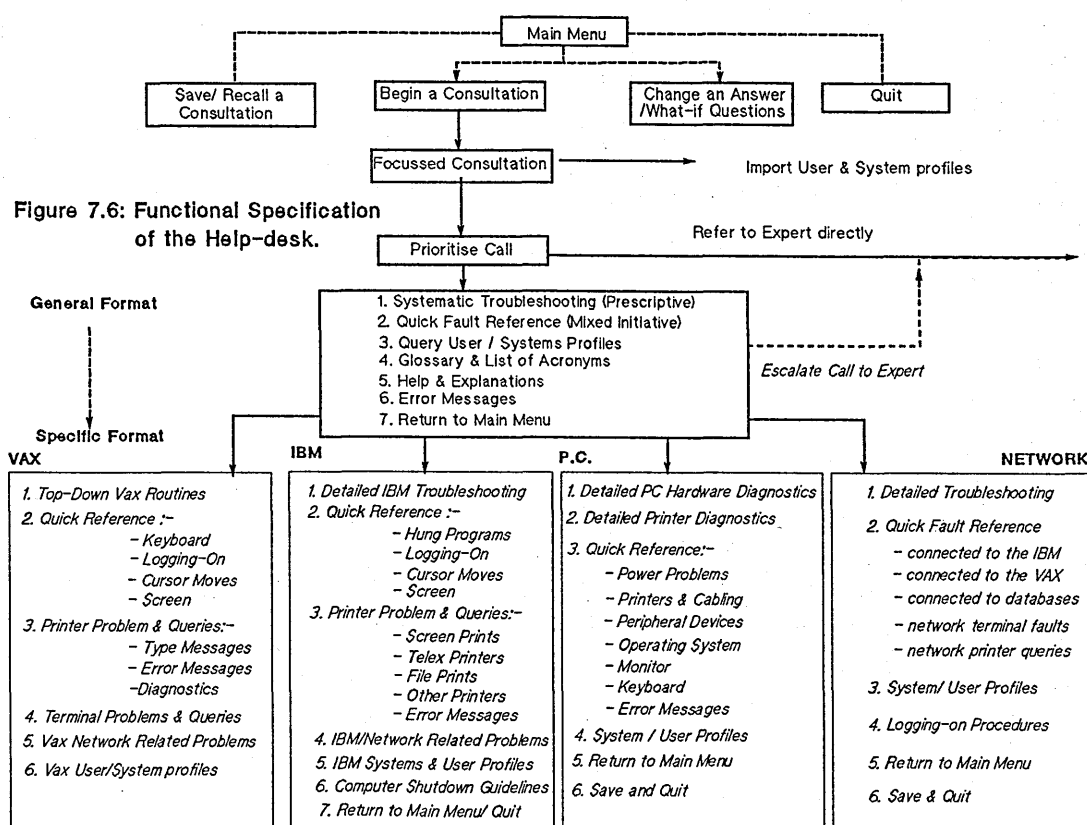 Main Menu
Save/ Recall a
Consultation
Begin a Consultation
Change an Answer
/What-if Questions
Quit
Focussed Consultation
Import User & System profiles
Figure 7.6: Functional Specification
of the Help-desk.
Refer to Expert directly
Prioritise Call
General Format
1. Systematic Troubleshooting (Prescriptive)
2. Quick Fault Reference (Mixed Initiative)
3. Query User / Systems Profiles
4. Glossary & List of Acronyms
5. Help & Explanations
6. Error Messages
7. Return to Main Menu
Escalate Call to Expert
Specific Format
VAX
1. Top-Down Vax Routines
2. Quick Reference :-
- Keyboard
- Logging-On
- Cursor Moves
- Screen
3. Printer Problem & Queries:-
- Type Messages
- Error Messages
-Diagnostics
4. Terminal Problems & Queries
5. Vax Network Related Problems
6. Vax User/System profiles
IBM
1. Detailed IBM Troubleshooting
2. Quick Reference :-
- Hung Programs
- Logging-On
- Cursor Moves
- Screen
3. Printer Problem & Queries:-
- Screen Prints
- Telex Printers
- File Prints
- Other Printers
- Error Messages
4. IBM/Network Related Problems
5. IBM Systems & User Profiles
6. Computer Shutdown Guidelines
7. Return to Main Menu/ Quit
P.C.
1. Detailed PC Hardware Diagnostics
2. Detailed Printer Diagnostics
3. Quick Reference:-
- Power Problems
- Printers & Cabling
- Peripheral Devices
- Operating System
- Monitor
- Keyboard
- Error Messages
4. System / User Profiles
5. Return to Main Menu
6. Save and Quit
NETWORK
1. Detailed Troubleshooting
2. Quick Fault Reference
- connected to the IBM
- connected to the VAX
- connected to databases
- network terminal faults
- network printer queries
3. System/ User Profiles
4. Logging-on Procedures
5. Return to Main Menu
6. Save & Quit